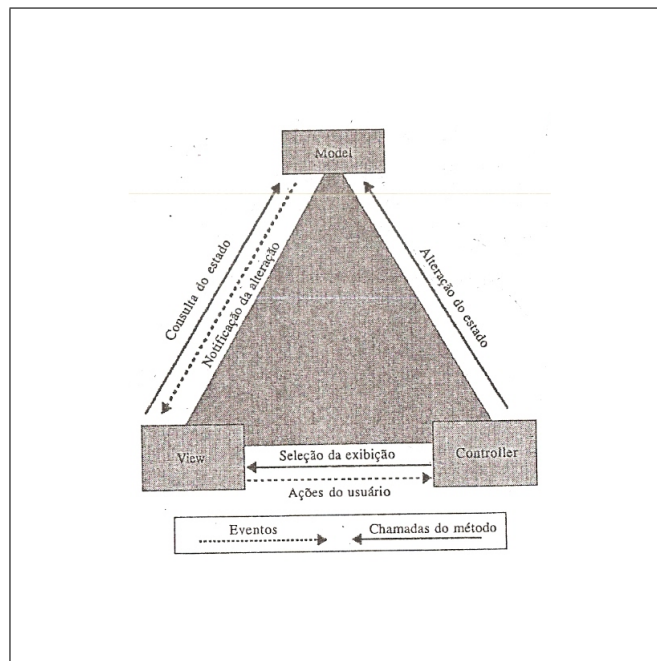 Model
Consulta do estado
Notificação da alteração
Alteração do estado
View
Seleção da exibição
Controller
Ações do usuário
Eventos
Chamadas do método